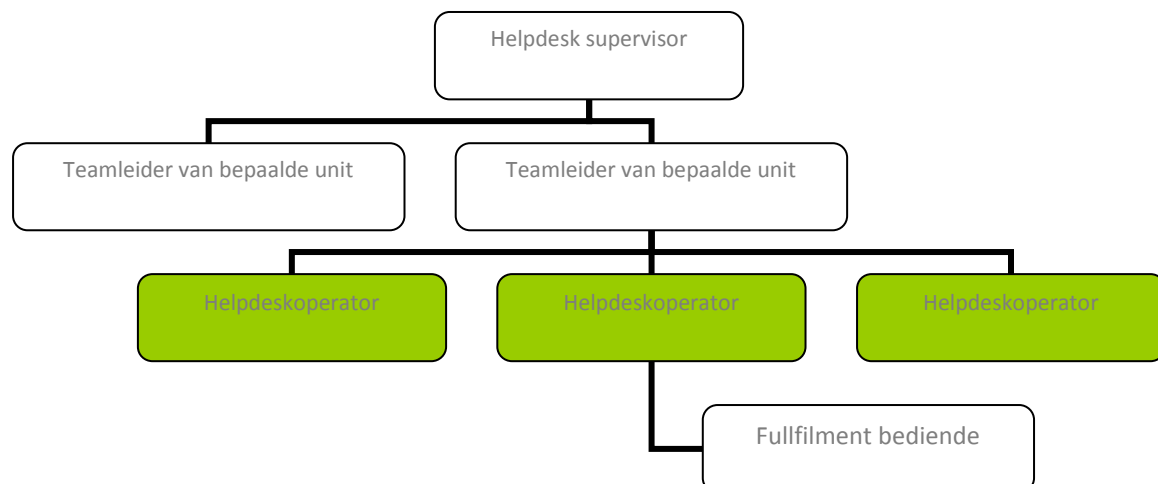 Helpdesk supervisor
Teamleider van bepaalde unit
Teamleider van bepaalde unit
Helpdeskoperator
Helpdeskoperator
Helpdeskoperator
Fullfilment bediende